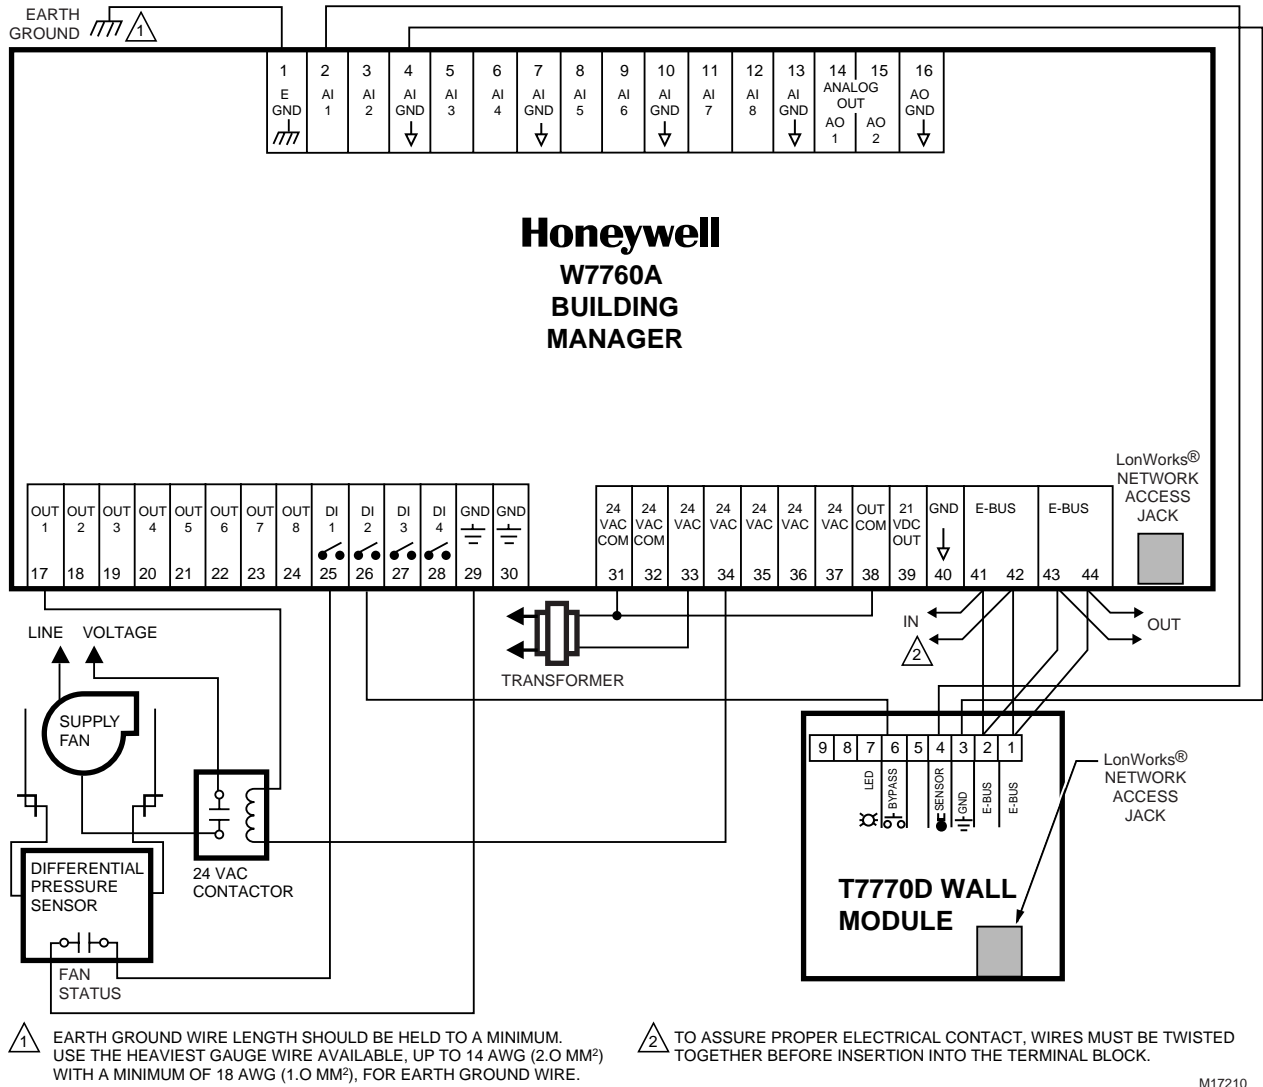 EARTH
GROUND
1
1 2 3 4 5 6 7 8 9 10 11 12 13 14 15 16
E GND
AI 1
AI 2
AI GND
AI 3
AI 4
AI GND
AI 5
AI 6
AI GND
AI 7
AI 8
AI GND
ANALOG
OUT
AO 1
AO 2
AO GND
Honeywell
W7760A
BUILDING
MANAGER
LonWorks®
NETWORK
ACCESS
JACK
OUT 1
OUT 2
OUT 3
OUT 4
OUT 5
OUT 6
OUT 7
OUT 8
DI 1
DI 2
DI 3
DI 4
GND
GND
17 18 19 20 21 22 23 24 25 26 27 28 29 30
24 VAC COM
24 VAC COM
24 VAC
24 VAC
24 VAC
24 VAC
24 VAC
OUT COM
21 VDC OUT
GND
E-BUS
E-BUS
31 32 33 34 35 36 37 38 39 40 41 42 43 44
LINE VOLTAGE
IN
2
OUT
TRANSFORMER
SUPPLY
FAN
24 VAC
CONTACTOR
DIFFERENTIAL
PRESSURE
SENSOR
FAN
STATUS
9 8 7 6 5 4 3 2 1
LED
BYPASS
SENSOR
GND
E-BUS
E-BUS
T7770D WALL
MODULE
LonWorks®
NETWORK
ACCESS
JACK
1 EARTH GROUND WIRE LENGTH SHOULD BE HELD TO A MINIMUM.
USE THE HEAVIEST GAUGE WIRE AVAILABLE, UP TO 14 AWG (2.O MM²)
WITH A MINIMUM OF 18 AWG (1.O MM²), FOR EARTH GROUND WIRE.
2 TO ASSURE PROPER ELECTRICAL CONTACT, WIRES MUST BE TWISTED
TOGETHER BEFORE INSERTION INTO THE TERMINAL BLOCK.
M17210